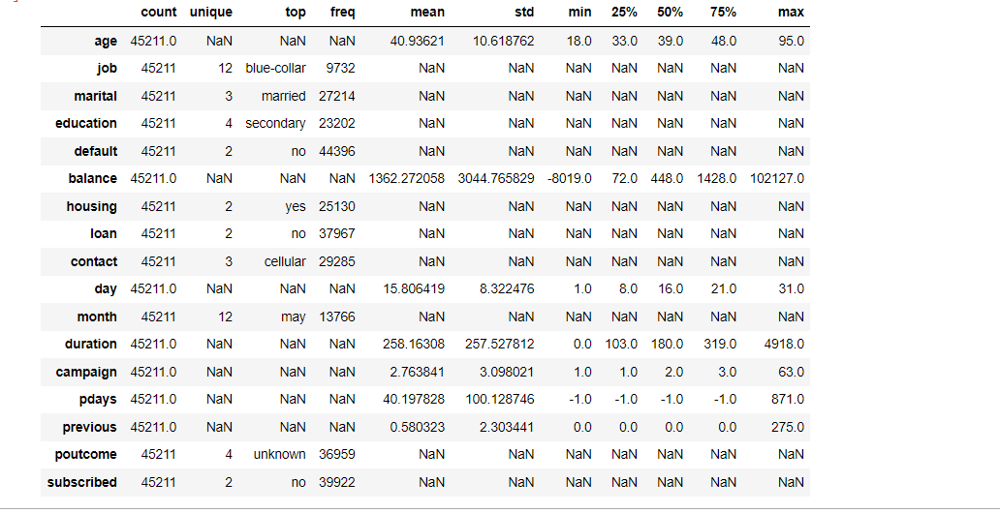 count unique top freq mean std min 25% 50% 75% max
age 45211.0 NaN NaN NaN 40.93621 10.618762 18.0 33.0 39.0 48.0 95.0
job 45211 12 blue-collar 9732 NaN NaN NaN NaN NaN NaN NaN
marital 45211 3 married 27214 NaN NaN NaN NaN NaN NaN NaN
education 45211 4 secondary 23202 NaN NaN NaN NaN NaN NaN NaN
default 45211 2 no 44396 NaN NaN NaN NaN NaN NaN NaN
balance 45211.0 NaN NaN NaN 1362.272058 3044.765829 -8019.0 72.0 448.0 1428.0 102127.0
housing 45211 2 yes 25130 NaN NaN NaN NaN NaN NaN NaN
loan 45211 2 no 37967 NaN NaN NaN NaN NaN NaN NaN
contact 45211 3 cellular 29285 NaN NaN NaN NaN NaN NaN NaN
day 45211.0 NaN NaN NaN 15.806419 8.322476 1.0 8.0 16.0 21.0 31.0
month 45211 12 may 13766 NaN NaN NaN NaN NaN NaN NaN
duration 45211.0 NaN NaN NaN 258.16308 257.527812 0.0 103.0 180.0 319.0 4918.0
campaign 45211.0 NaN NaN NaN 2.763841 3.098021 1.0 1.0 2.0 3.0 63.0
pdays 45211.0 NaN NaN NaN 40.197828 100.128746 -1.0 -1.0 -1.0 -1.0 871.0
previous 45211.0 NaN NaN NaN 0.580323 2.303441 0.0 0.0 0.0 0.0 275.0
poutcome 45211 4 unknown 36959 NaN NaN NaN NaN NaN NaN NaN
subscribed 45211 2 no 39922 NaN NaN NaN NaN NaN NaN NaN